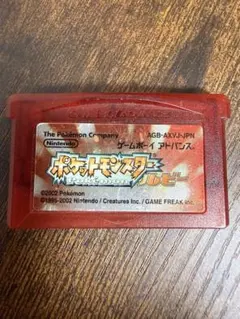 The Pokémon Company
AGB-AXVJ-JPN
Nintendo
ゲームボーイ アドバンス
ポケットモンスター
ルビー
©2002 Pokémon
©1995-2002 Nintendo / Creatures Inc. / GAME FREAK inc.